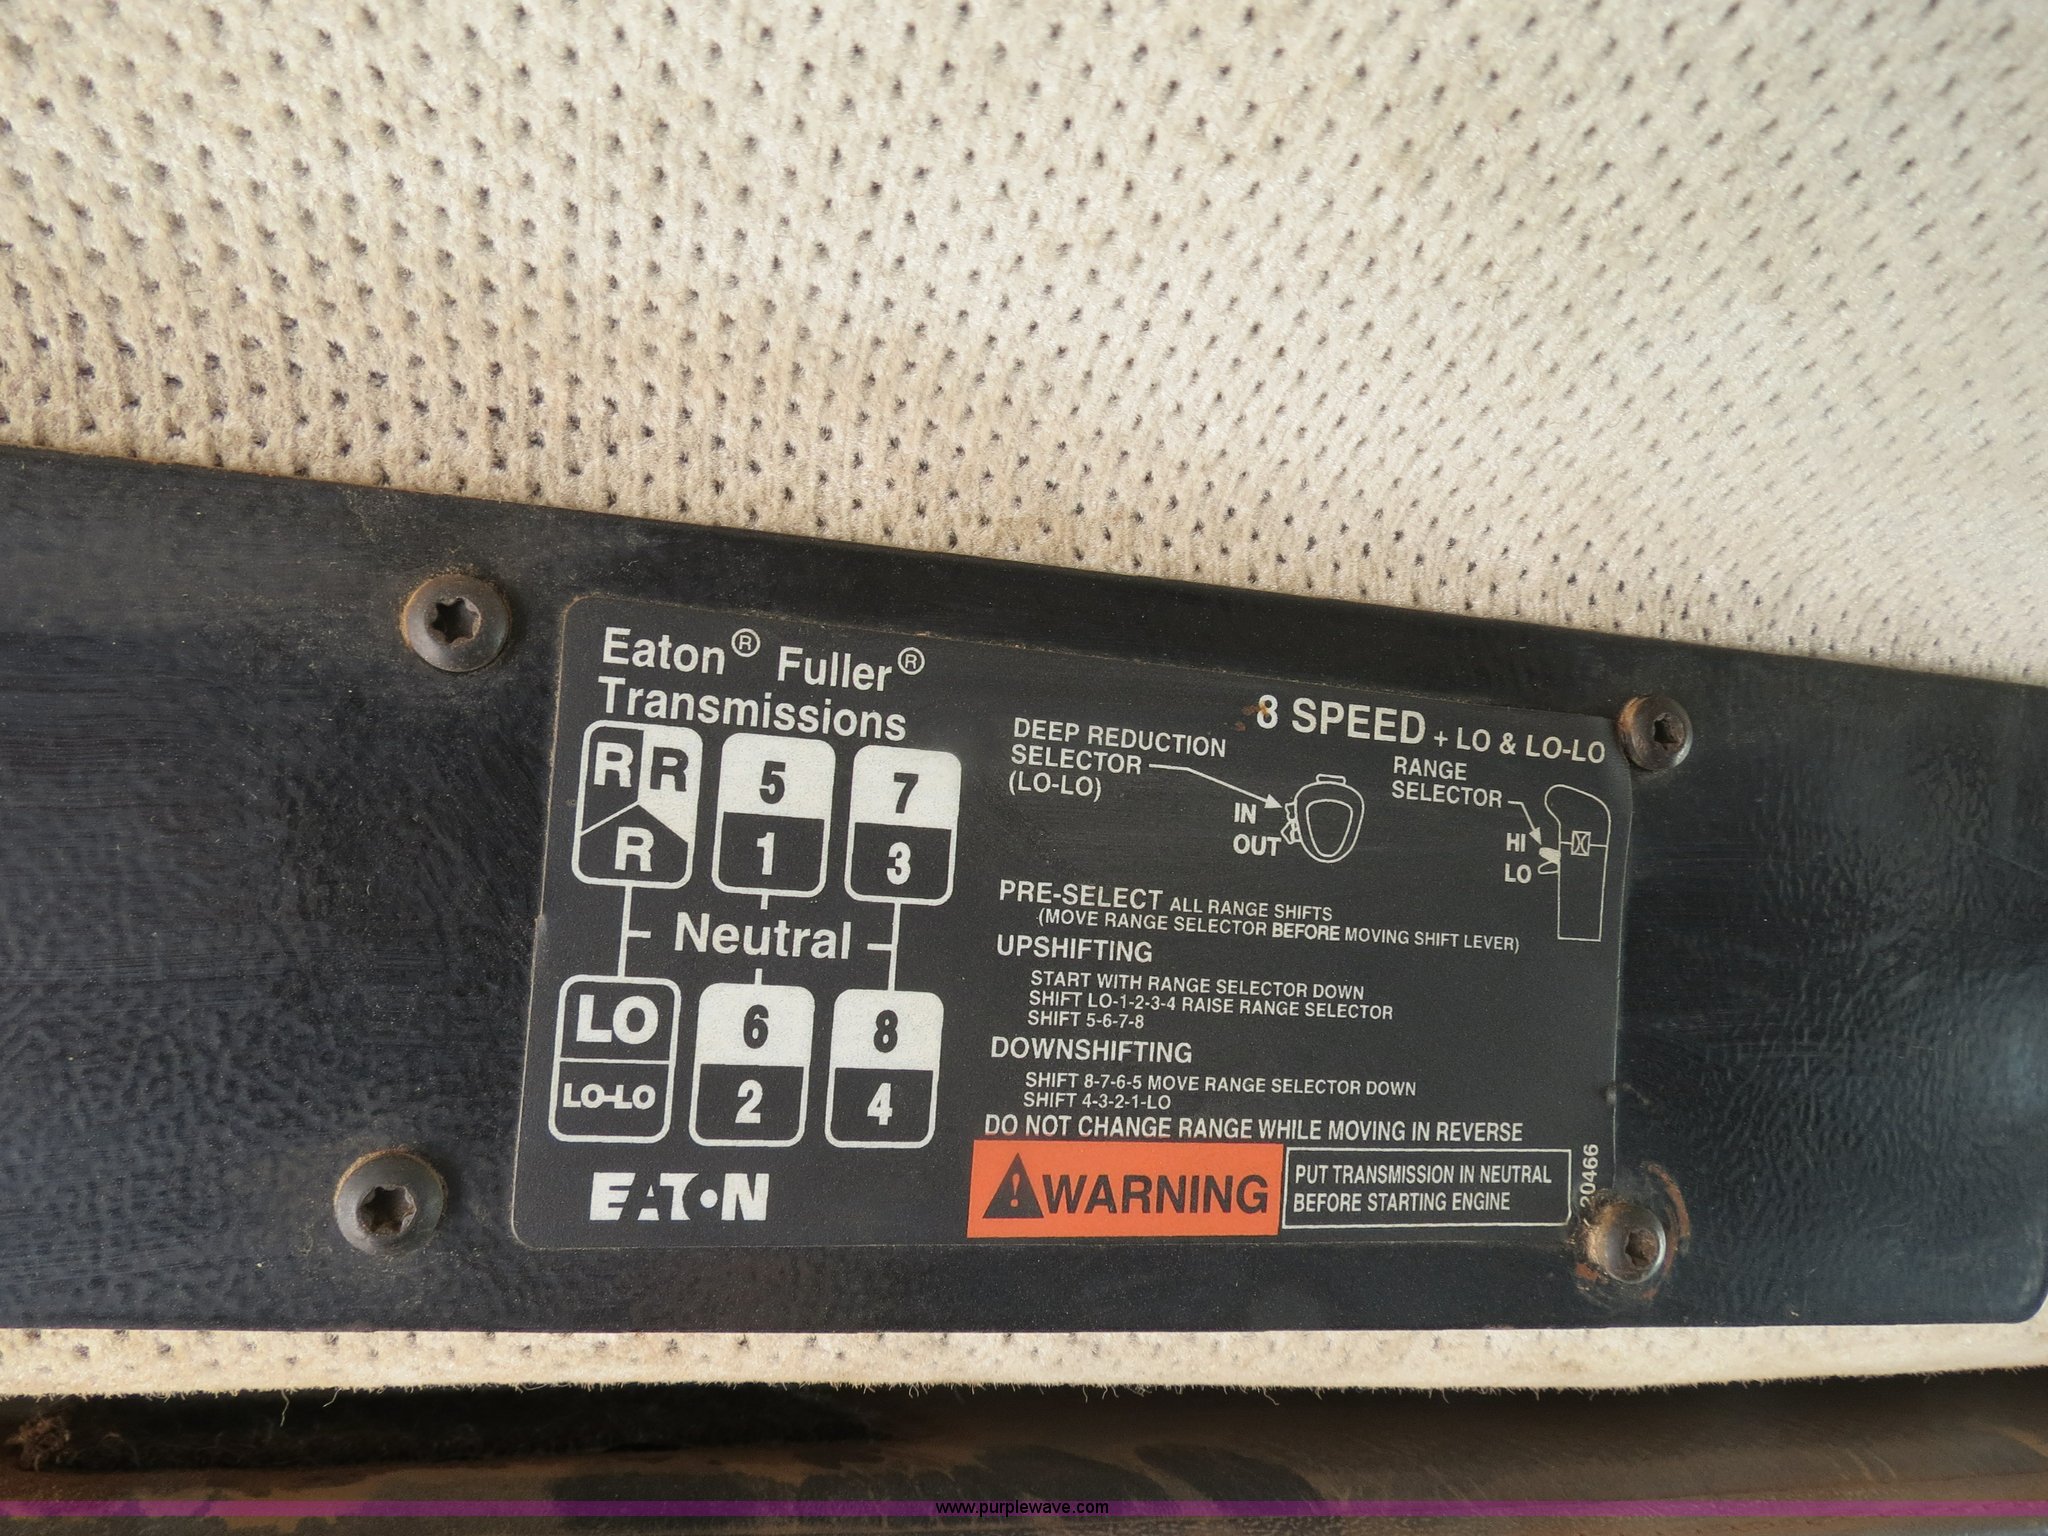 Eaton® Fuller®
Transmissions
R R
R
5
1
7
3
Neutral
LO
LO-LO
6
2
8
4
EATON
8 SPEED + LO & LO-LO
DEEP REDUCTION
SELECTOR
(LO-LO)
IN
OUT
RANGE
SELECTOR
HI
LO
PRE-SELECT ALL RANGE SHIFTS
(MOVE RANGE SELECTOR BEFORE MOVING SHIFT LEVER)
UPSHIFTING
START WITH RANGE SELECTOR DOWN
SHIFT LO-1-2-3-4 RAISE RANGE SELECTOR
SHIFT 5-6-7-8
DOWNSHIFTING
SHIFT 8-7-6-5 MOVE RANGE SELECTOR DOWN
SHIFT 4-3-2-1-LO
DO NOT CHANGE RANGE WHILE MOVING IN REVERSE
WARNING
PUT TRANSMISSION IN NEUTRAL
BEFORE STARTING ENGINE
20466
www.purplewave.com